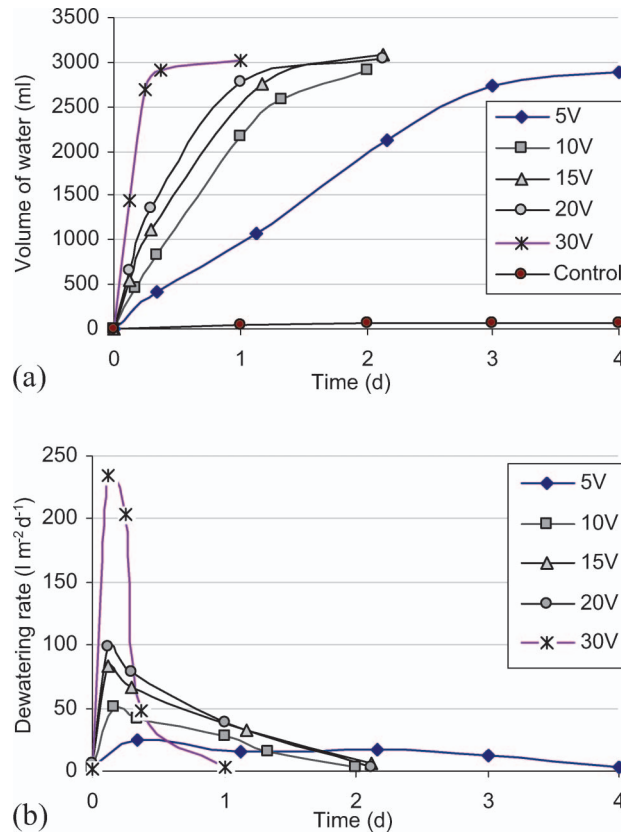 3500
3000
2500
2000
1500
1000
500
0
Volume of water (ml)
5V
10V
15V
20V
30V
Control
0 1 2 3 4
Time (d)
(a)
250
200
150
100
50
0
Dewatering rate (l m⁻²d⁻¹)
5V
10V
15V
20V
30V
0 1 2 3 4
Time (d)
(b)